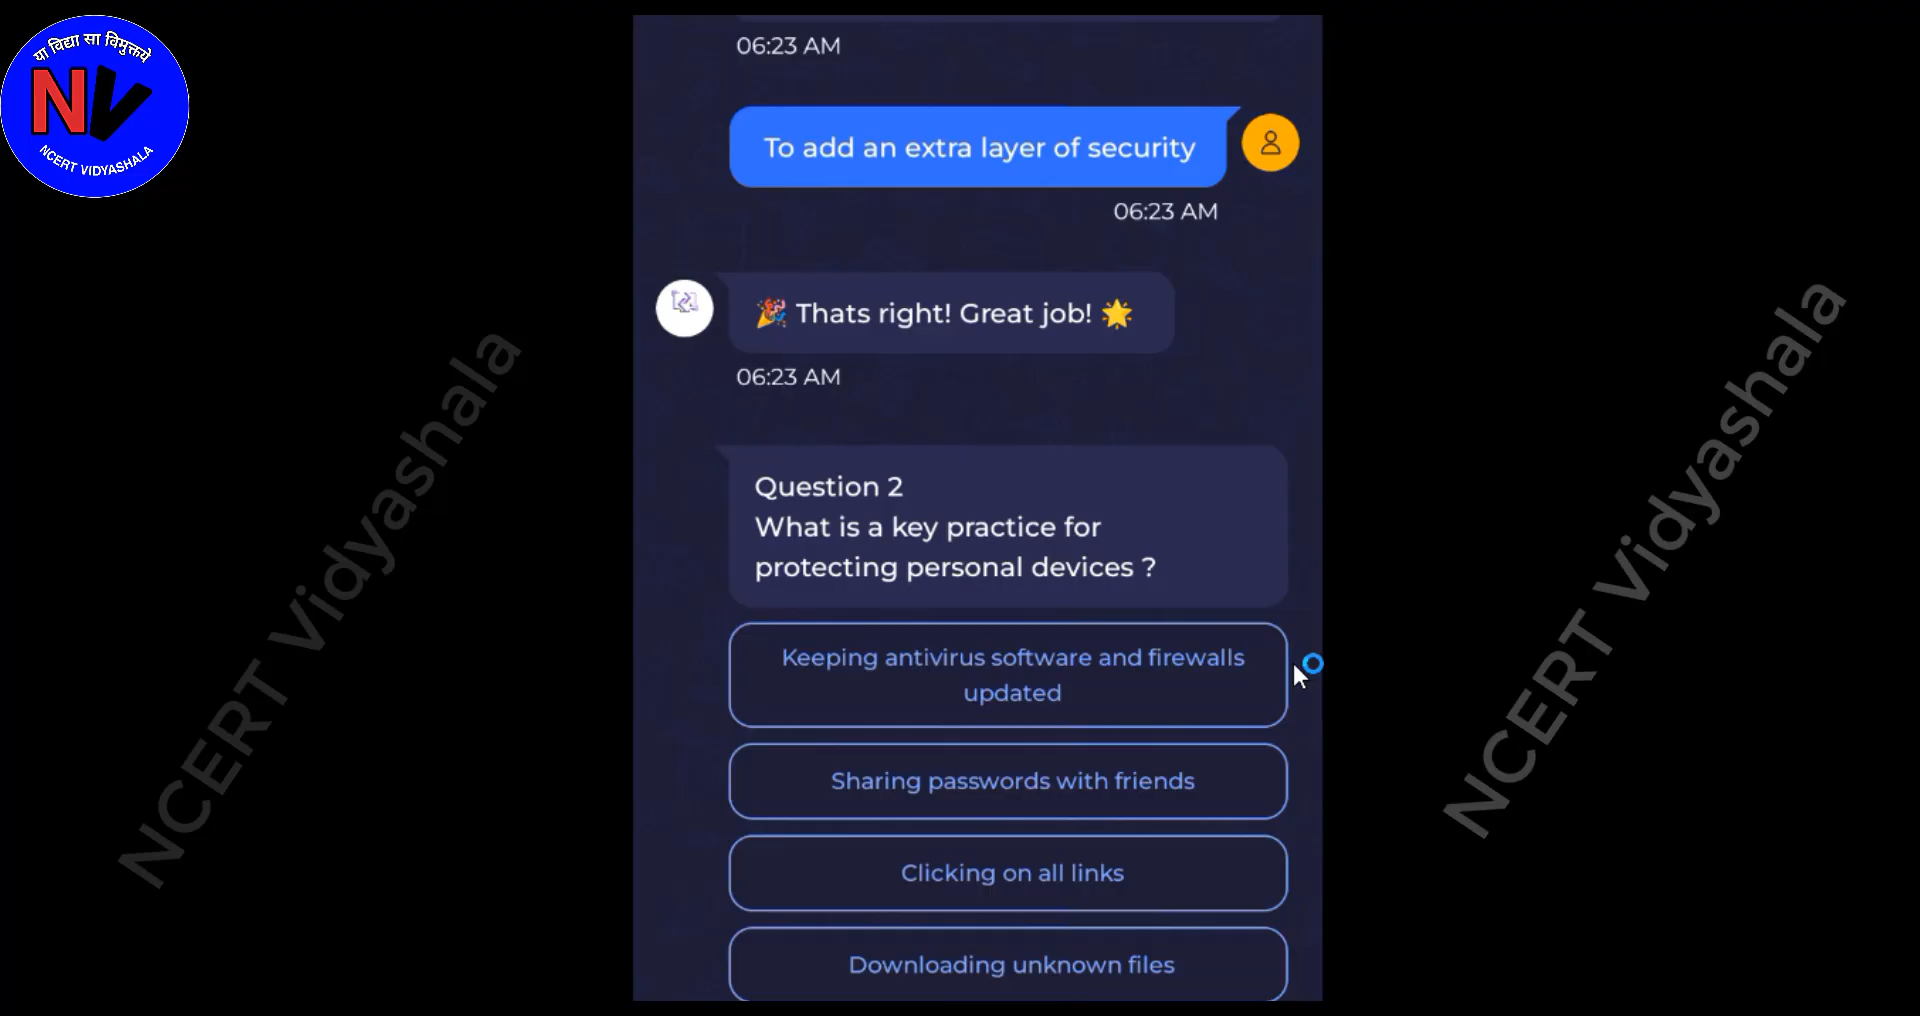 या विद्या सा विमुक्तये
NV
NCERT VIDYASHALA
06:23 AM
To add an extra layer of security
06:23 AM
🎉 Thats right! Great job! 🌟
06:23 AM
Question 2
What is a key practice for
protecting personal devices ?
Keeping antivirus software and firewalls
updated
Sharing passwords with friends
Clicking on all links
Downloading unknown files
NCERT Vidyashala
NCERT Vidyashala